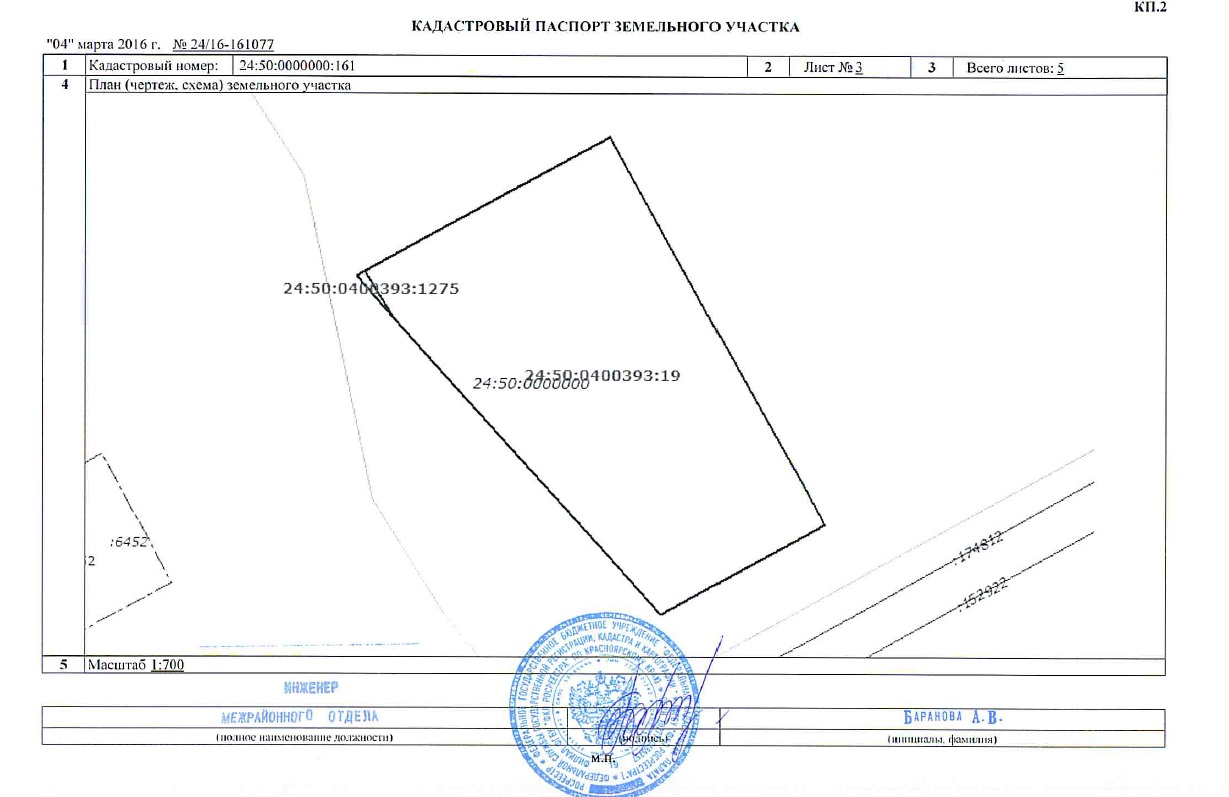 КП.2
КАДАСТРОВЫЙ ПАСПОРТ ЗЕМЕЛЬНОГО УЧАСТКА
"04" марта 2016 г. № 24/16-161077
1 Кадастровый номер: 24:50:0000000:161 2 Лист № 3 3 Всего листов: 5
4 План (чертеж, схема) земельного участка
24:50:0400393:1275
24:50:0400393:19
24:50:0000000
:6452
:174812
:152922
5 Масштаб 1:700
ИНЖЕНЕР
МЕЖРАЙОННОГО ОТДЕЛА
БАРАНОВА А.В.
(полное наименование должности) (подпись) (инициалы, фамилия)
М.П.